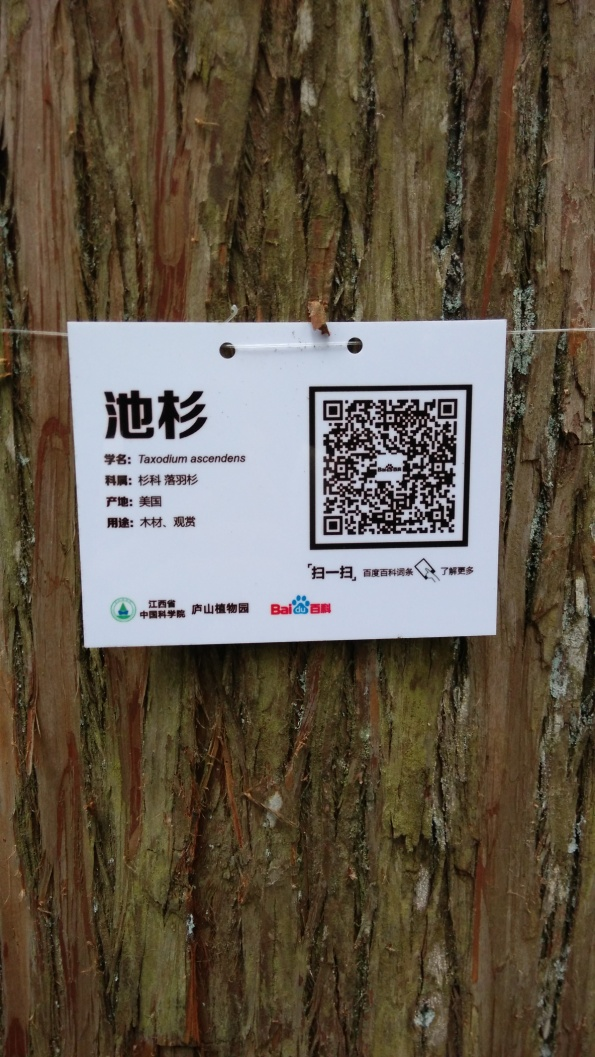 池杉
学名：Taxodium ascendens
科属：杉科 落羽杉
产地：美国
用途：木材、观赏
「扫一扫」 百度百科词条 了解更多
江西省
中国科学院 庐山植物园
Baidu百科